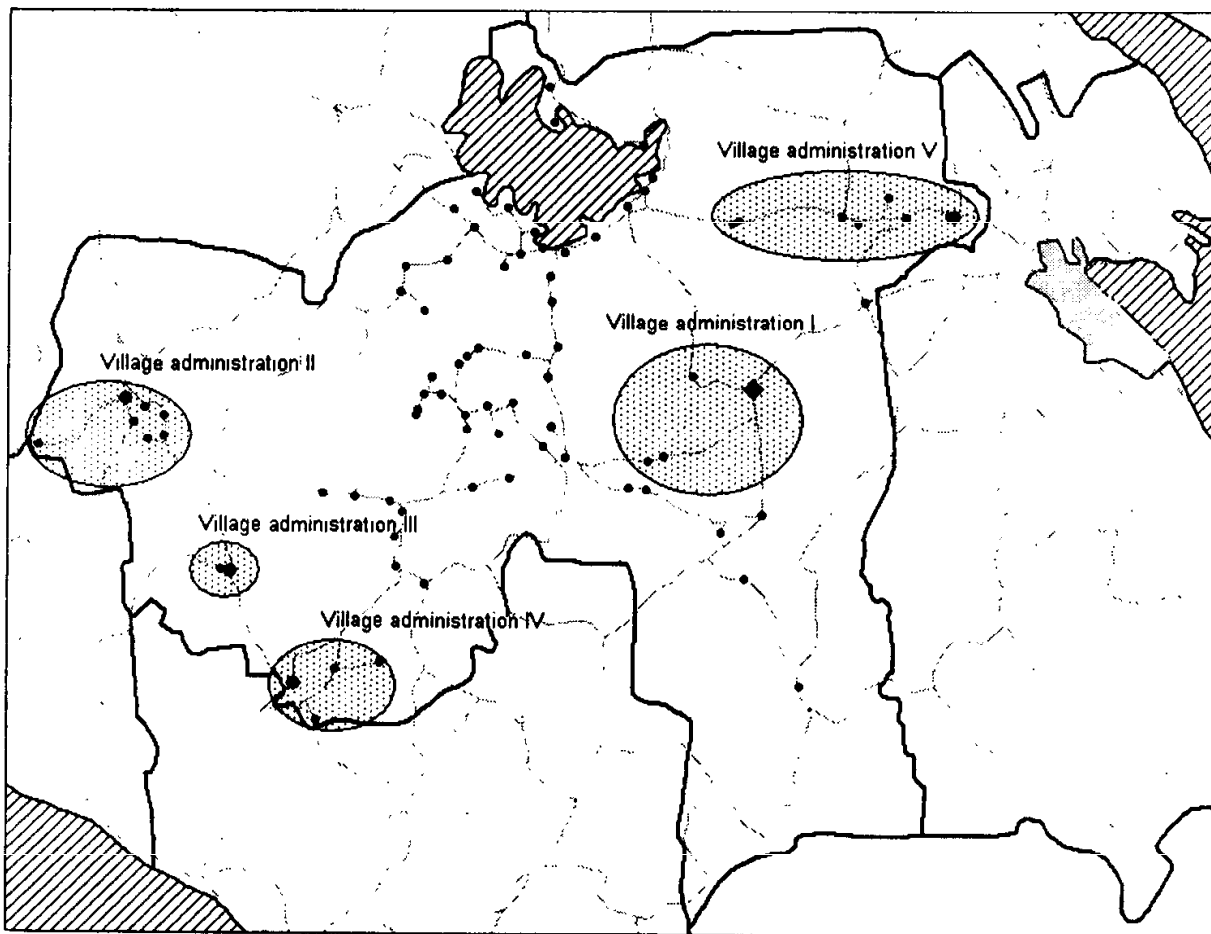 Village administration V
Village administration I
Village administration II
Village administration III
Village administration IV